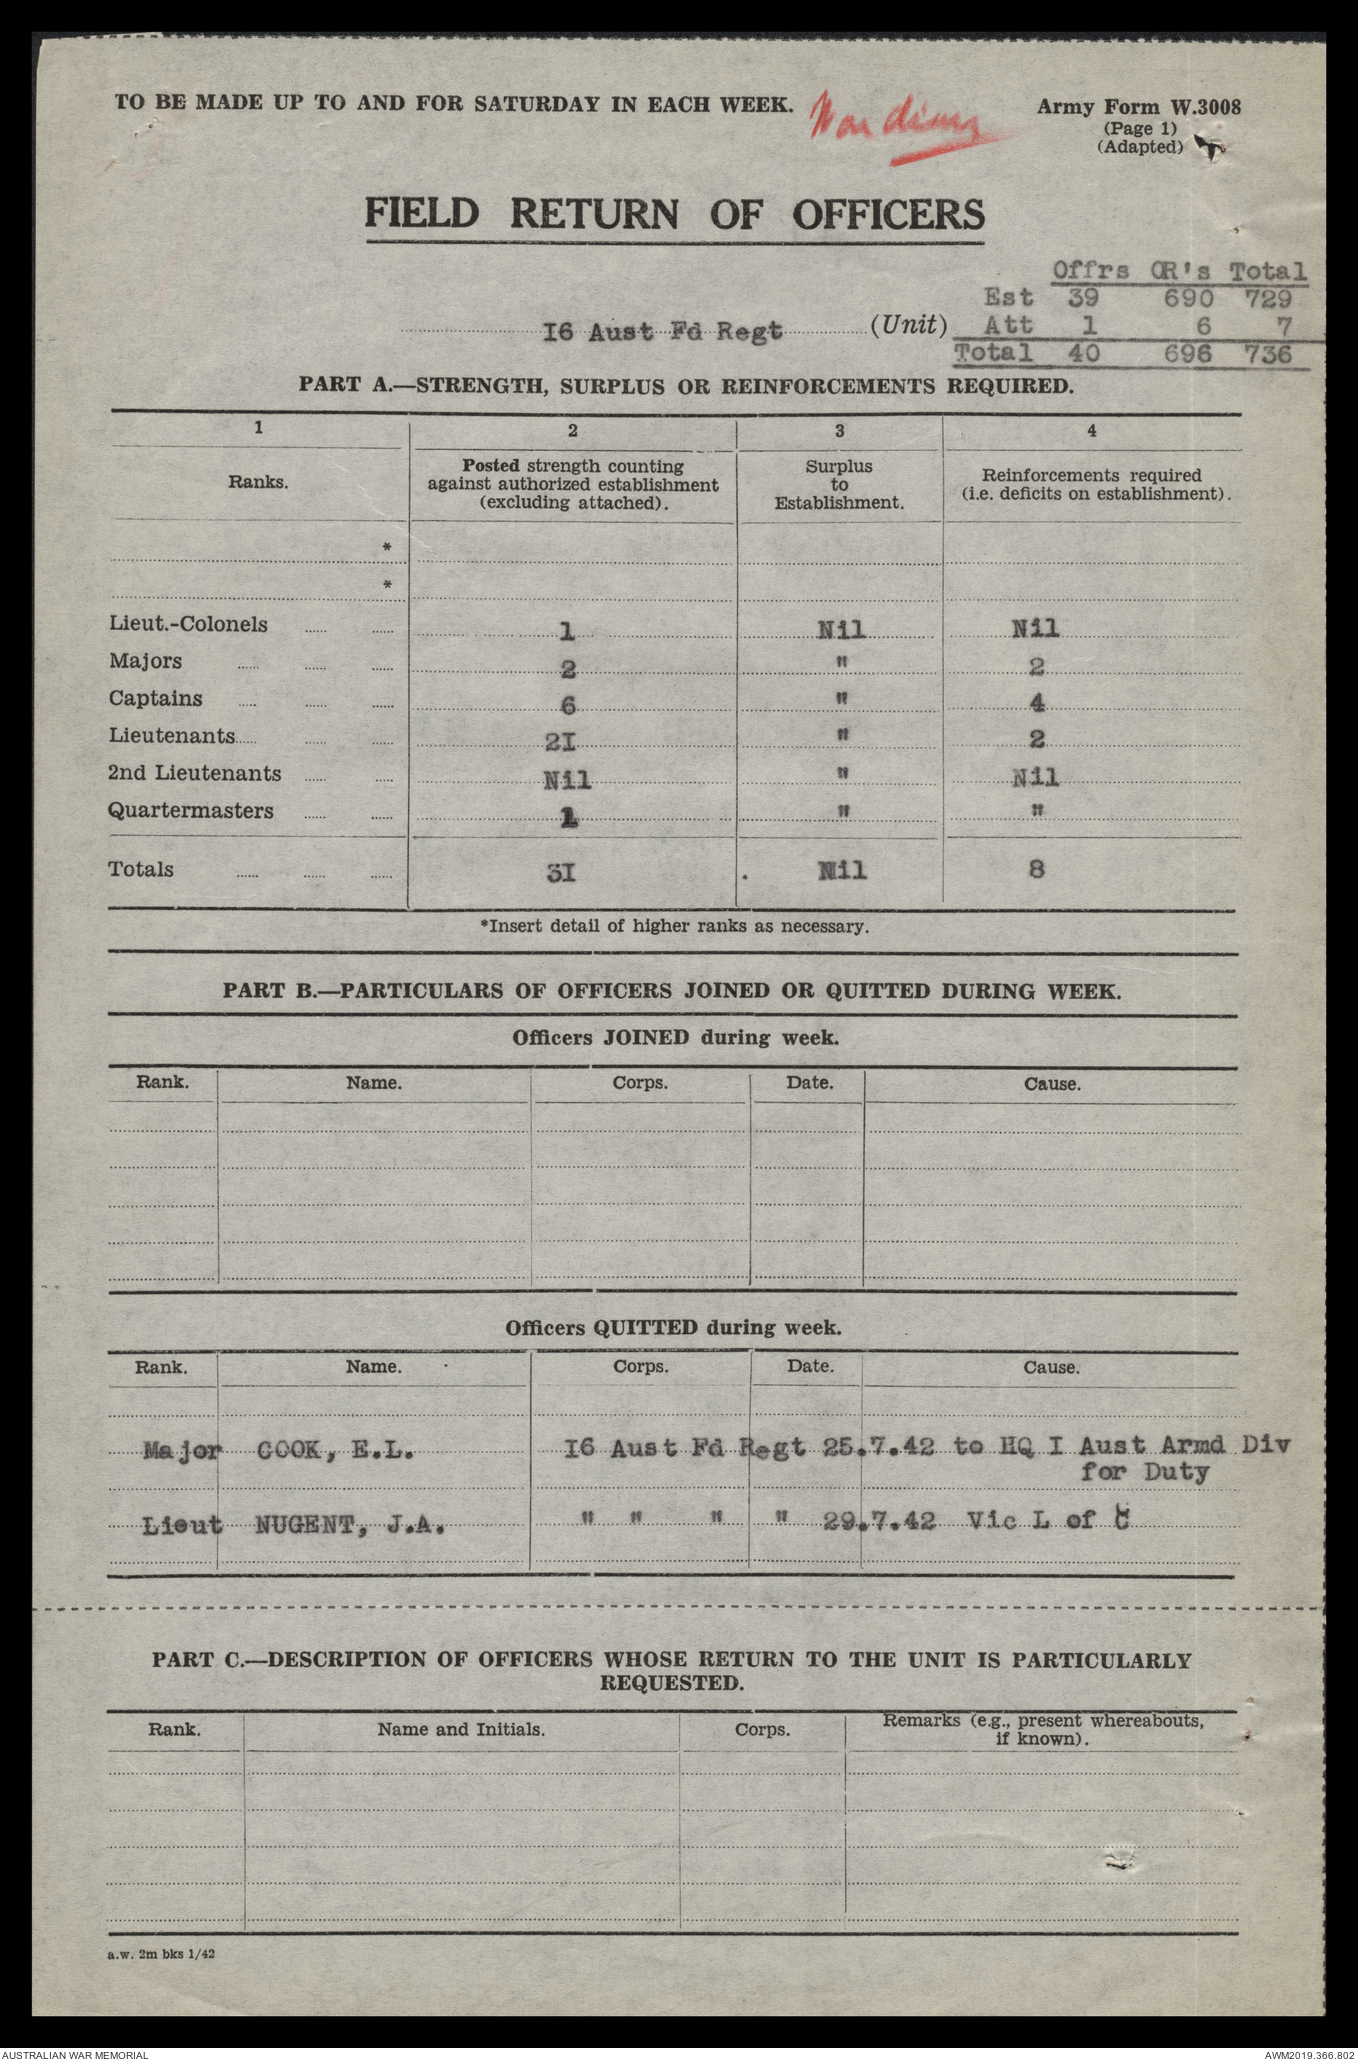 TO BE MADE UP TO AND FOR SATURDAY IN EACH WEEK.
War diary
Army Form W.3008
(Page 1)
(Adapted)
FIELD RETURN OF OFFICERS
Offrs OR's Total
Est 39 690 729
16 Aust Fd Regt (Unit) Att 1 6 7
Total 40 696 736
PART A.—STRENGTH, SURPLUS OR REINFORCEMENTS REQUIRED.
1 2 3 4
Ranks.
Posted strength counting
against authorized establishment
(excluding attached).
Surplus
to
Establishment.
Reinforcements required
(i.e. deficits on establishment).
*
*
Lieut.-Colonels 1 Nil Nil
Majors 2 " 2
Captains 6 " 4
Lieutenants 21 " 2
2nd Lieutenants Nil " Nil
Quartermasters 1 " "
Totals 31 Nil 8
*Insert detail of higher ranks as necessary.
PART B.—PARTICULARS OF OFFICERS JOINED OR QUITTED DURING WEEK.
Officers JOINED during week.
Rank. Name. Corps. Date. Cause.
Officers QUITTED during week.
Rank. Name. Corps. Date. Cause.
Major COOK, E.L. 16 Aust Fd Regt 25.7.42 to HQ I Aust Armd Div
for Duty
Lieut NUGENT, J.A. " " " " 29.7.42 Vic L of C
PART C.—DESCRIPTION OF OFFICERS WHOSE RETURN TO THE UNIT IS PARTICULARLY
REQUESTED.
Rank. Name and Initials. Corps. Remarks (e.g., present whereabouts,
if known).
a.w. 2m bks 1/42
AUSTRALIAN WAR MEMORIAL
AWM2019.366.802